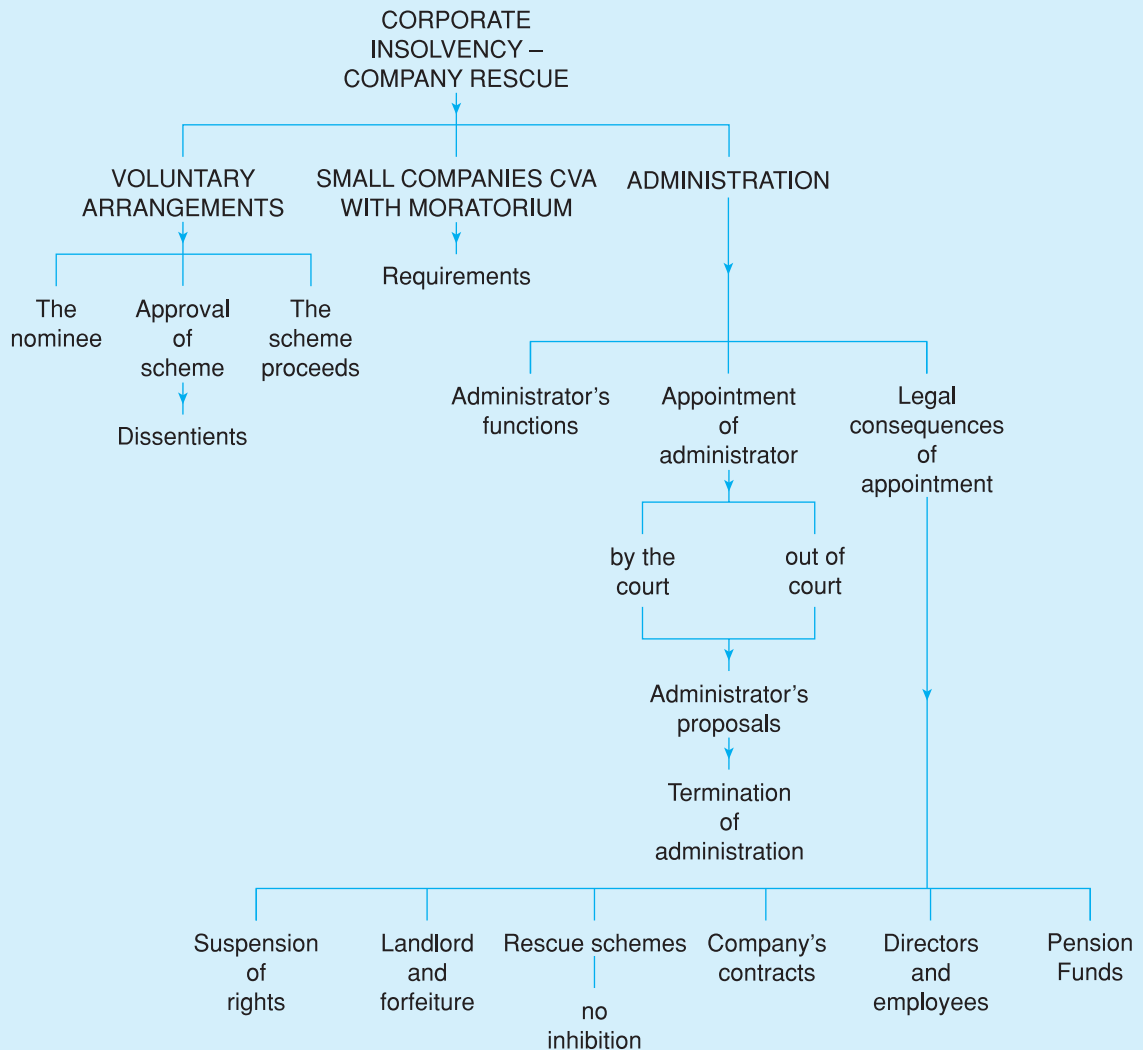 CORPORATE
INSOLVENCY –
COMPANY RESCUE
VOLUNTARY
ARRANGEMENTS
SMALL COMPANIES CVA
WITH MORATORIUM
ADMINISTRATION
The
nominee
Approval
of
scheme
The
scheme
proceeds
Dissentients
Requirements
Administrator’s
functions
Appointment
of
administrator
Legal
consequences
of
appointment
by the
court
out of
court
Administrator’s
proposals
Termination
of
administration
Suspension
of
rights
Landlord
and
forfeiture
Rescue schemes
no
inhibition
Company’s
contracts
Directors
and
employees
Pension
Funds